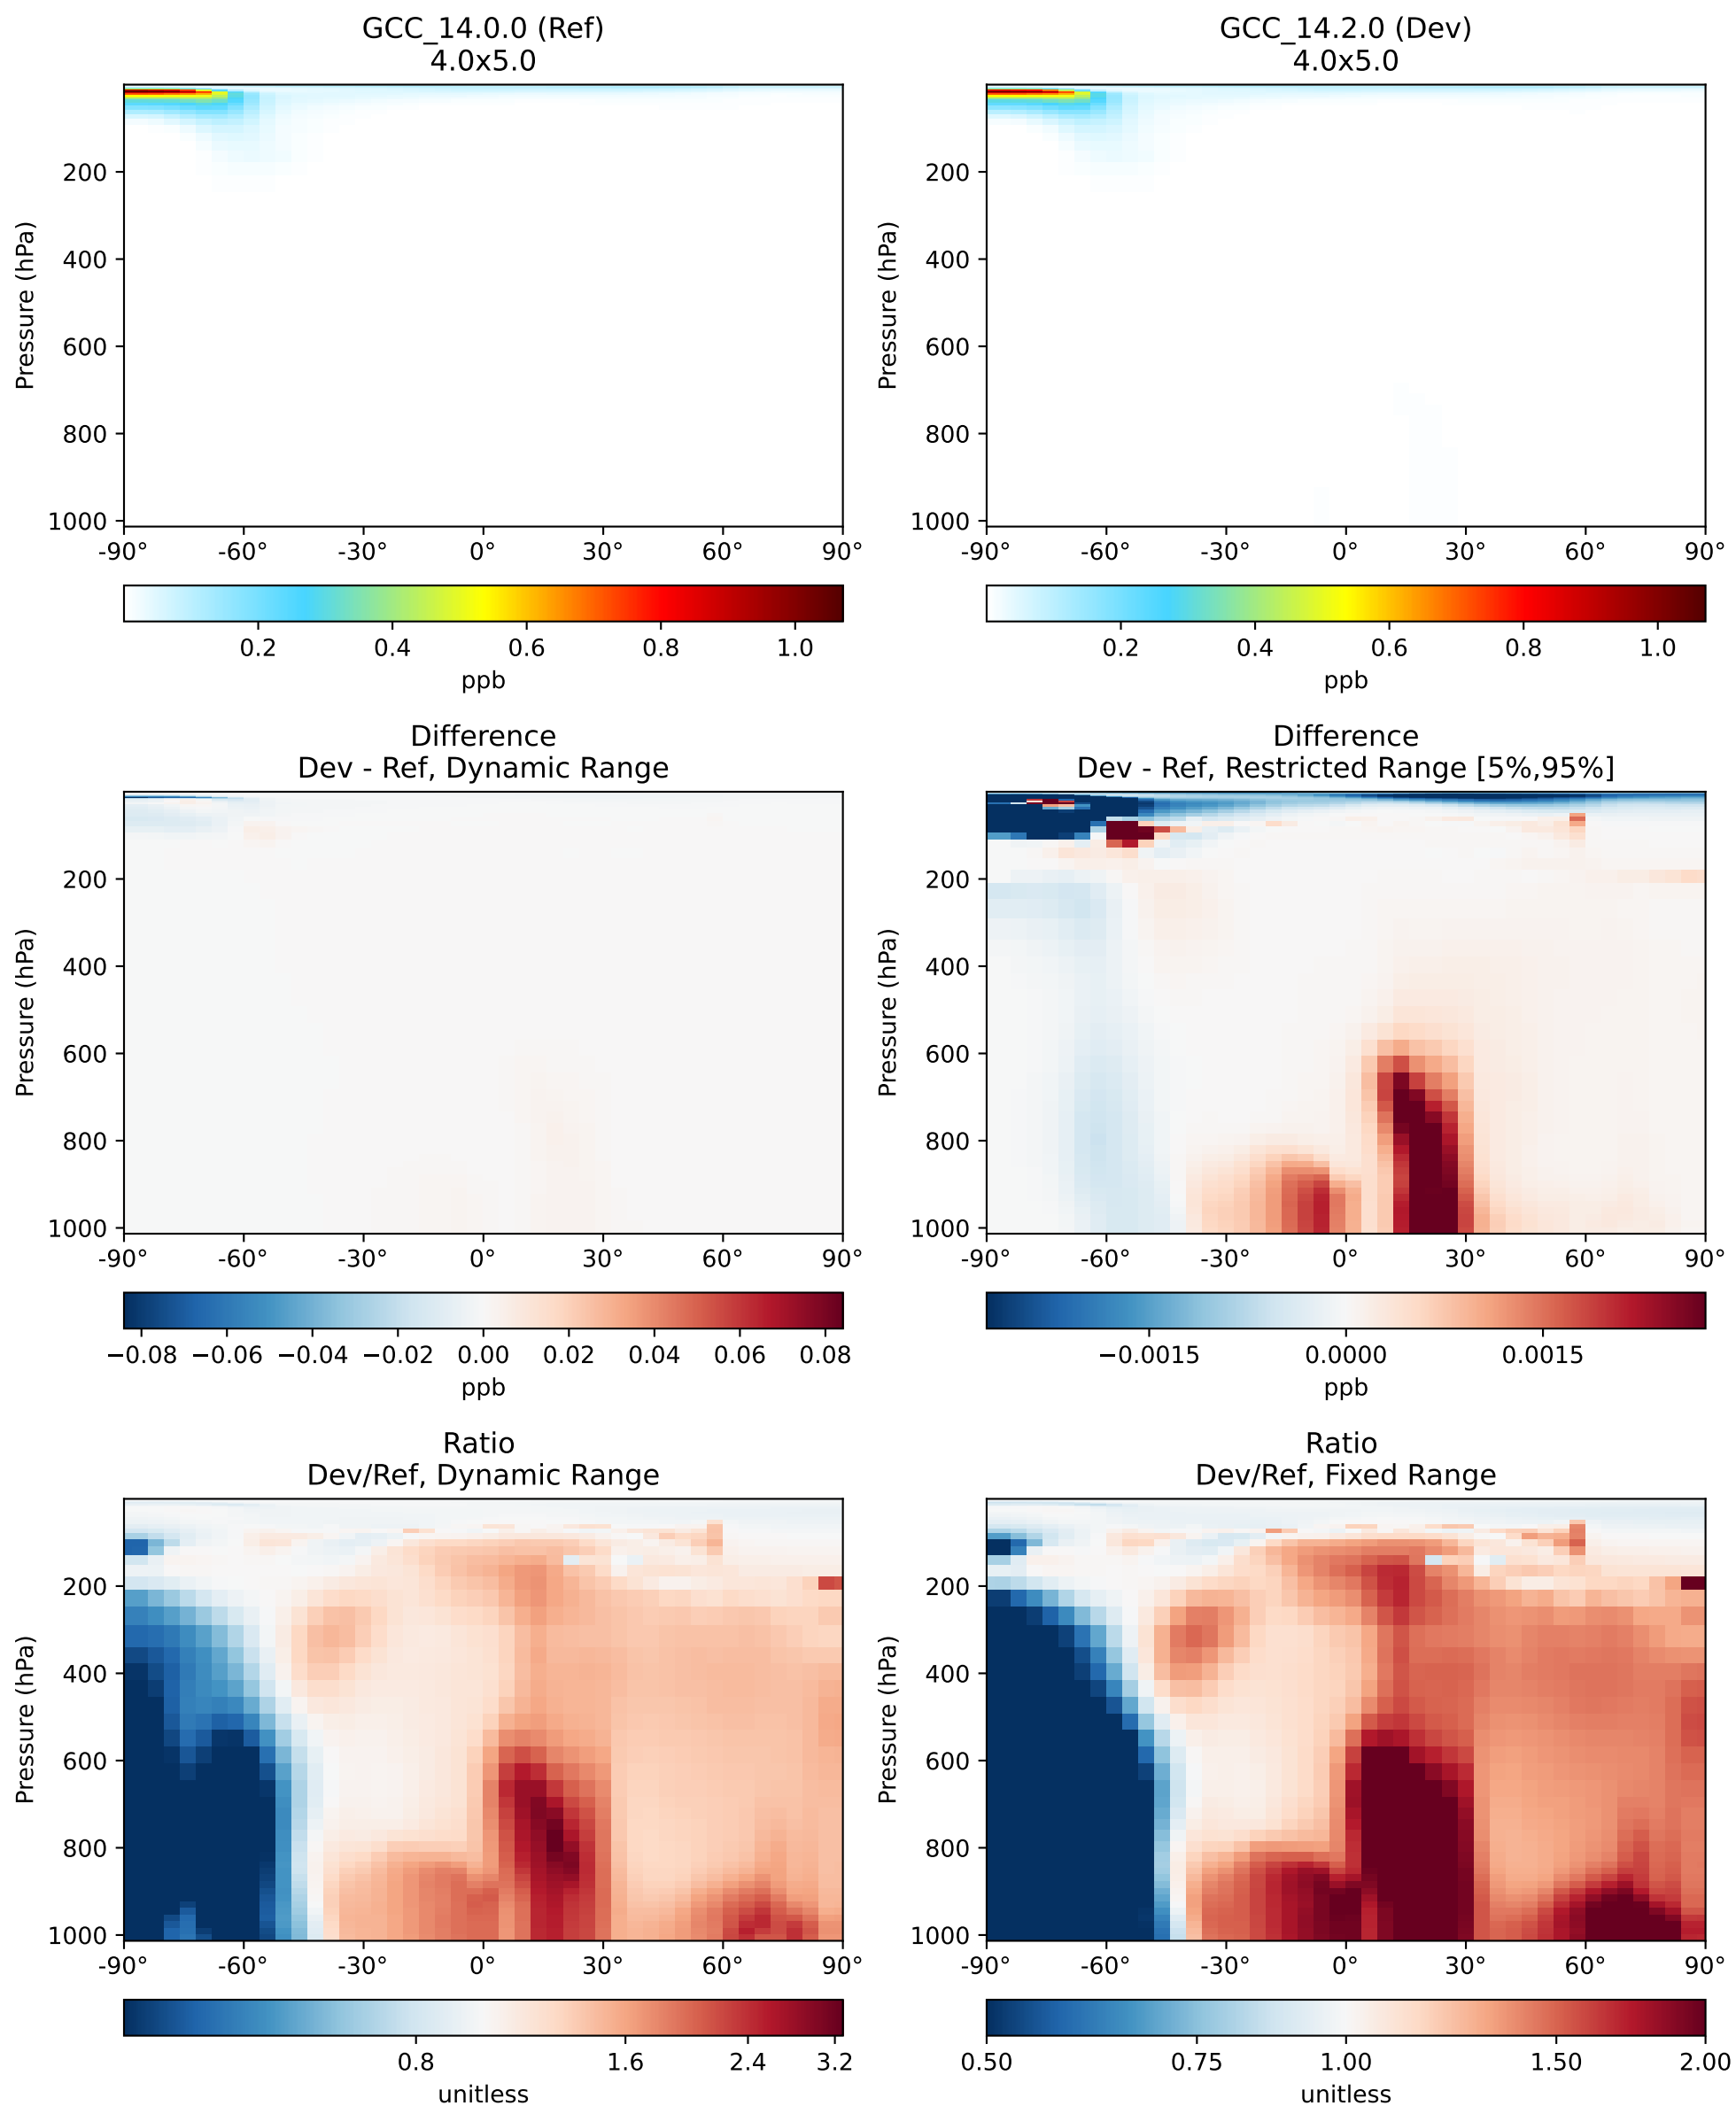 GCC_14.0.0 (Ref)
4.0x5.0
Pressure (hPa)
200
400
600
800
1000
-90° -60° -30° 0° 30° 60° 90°
0.2 0.4 0.6 0.8 1.0
ppb
GCC_14.2.0 (Dev)
4.0x5.0
Pressure (hPa)
200
400
600
800
1000
-90° -60° -30° 0° 30° 60° 90°
0.2 0.4 0.6 0.8 1.0
ppb
Difference
Dev - Ref, Dynamic Range
Pressure (hPa)
200
400
600
800
1000
-90° -60° -30° 0° 30° 60° 90°
−0.08 −0.06 −0.04 −0.02 0.00 0.02 0.04 0.06 0.08
ppb
Difference
Dev - Ref, Restricted Range [5%,95%]
Pressure (hPa)
200
400
600
800
1000
-90° -60° -30° 0° 30° 60° 90°
−0.0015 0.0000 0.0015
ppb
Ratio
Dev/Ref, Dynamic Range
Pressure (hPa)
200
400
600
800
1000
-90° -60° -30° 0° 30° 60° 90°
0.8 1.6 2.4 3.2
unitless
Ratio
Dev/Ref, Fixed Range
Pressure (hPa)
200
400
600
800
1000
-90° -60° -30° 0° 30° 60° 90°
0.50 0.75 1.00 1.50 2.00
unitless